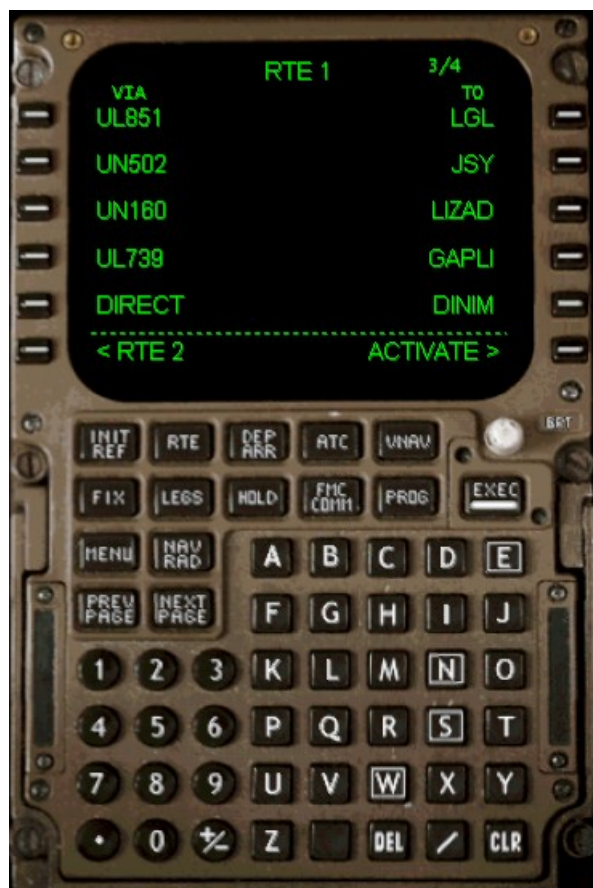 RTE 1 3/4
VIA TO
UL851 LGL
UN502 JSY
UN160 LIZAD
UL739 GAPLI
DIRECT DINIM
< RTE 2 ACTIVATE >
BRT
INIT REF RTE DEP ARR ATC VNAV
FIX LEGS HOLD FMC COMM PROG EXEC
MENU NAV RAD A B C D E
PREV PAGE NEXT PAGE F G H I J
1 2 3 K L M N O
4 5 6 P Q R S T
7 8 9 U V W X Y
. 0 +/- Z DEL / CLR